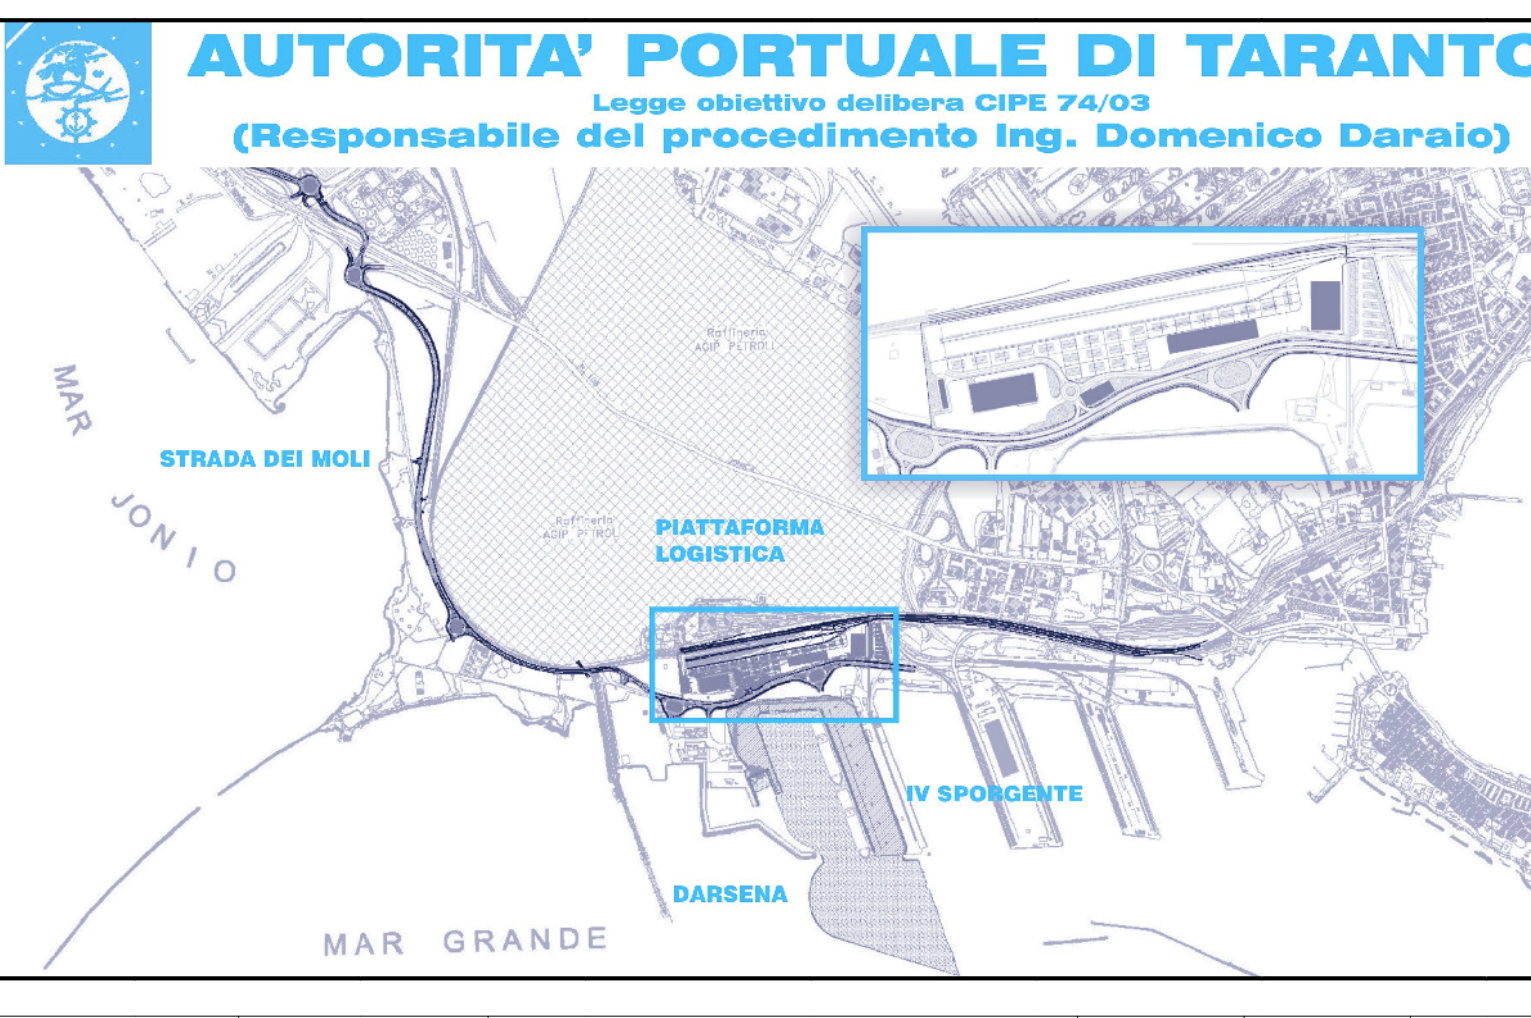 AUTORITA' PORTUALE DI TARANTO
Legge obiettivo delibera CIPE 74/03
(Responsabile del procedimento Ing. Domenico Daraio)
Raffineria
AGIP PETROLI
MAR
JONIO
STRADA DEI MOLI
Raffineria
AGIP PETROLI
PIATTAFORMA
LOGISTICA
IV SPORGENTE
DARSENA
MAR GRANDE